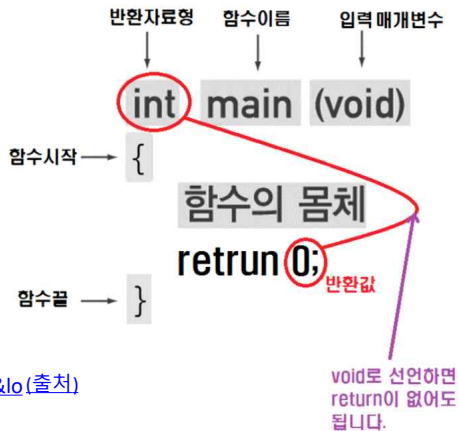 반환자료형 함수이름 입력 매개변수
int main (void)
함수시작 {
함수의 몸체
retrun 0;
반환값
함수끝 }
&lo (출처)
void로 선언하면
return이 없어도
됩니다.